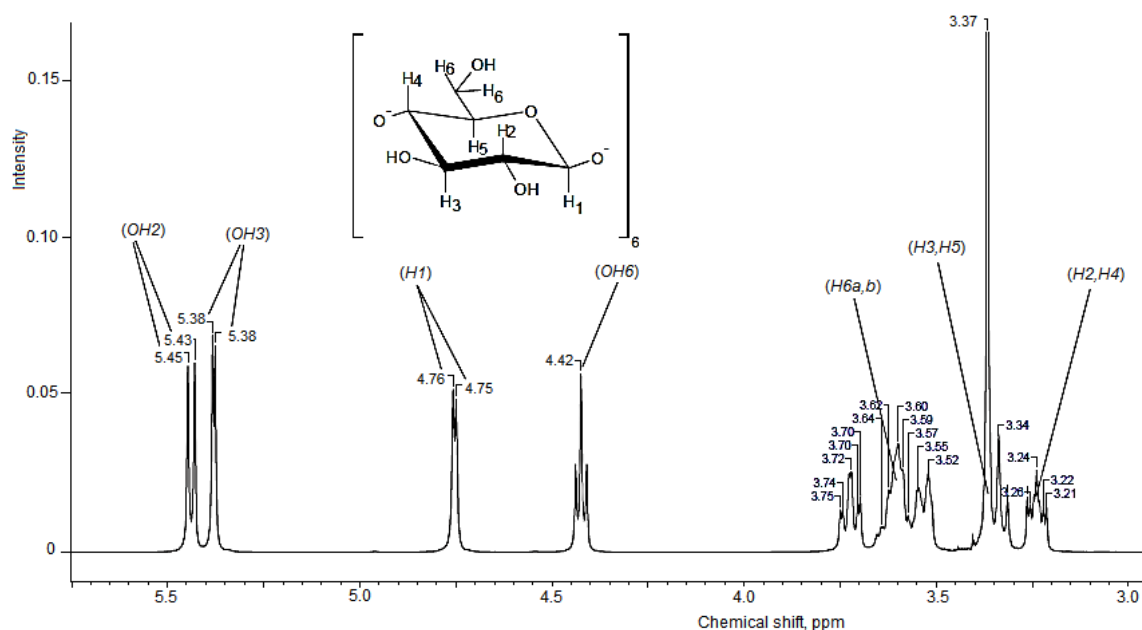 3.37
0.15
H6 OH
H4
H6
O
O-
H2
HO
H5
O-
OH
H3
H1
6
Intensity
0.10
(OH2)
(OH3)
(H1)
(OH6)
(H6a,b)
(H3,H5)
(H2,H4)
5.38
5.43
5.38
5.45
4.42
4.76
4.75
0.05
3.62
3.60
3.64
3.59
3.70
3.57
3.70
3.55
3.72
3.52
3.74
3.75
3.34
3.24
3.22
3.26
3.21
0
5.5
5.0
4.5
4.0
3.5
3.0
Chemical shift, ppm